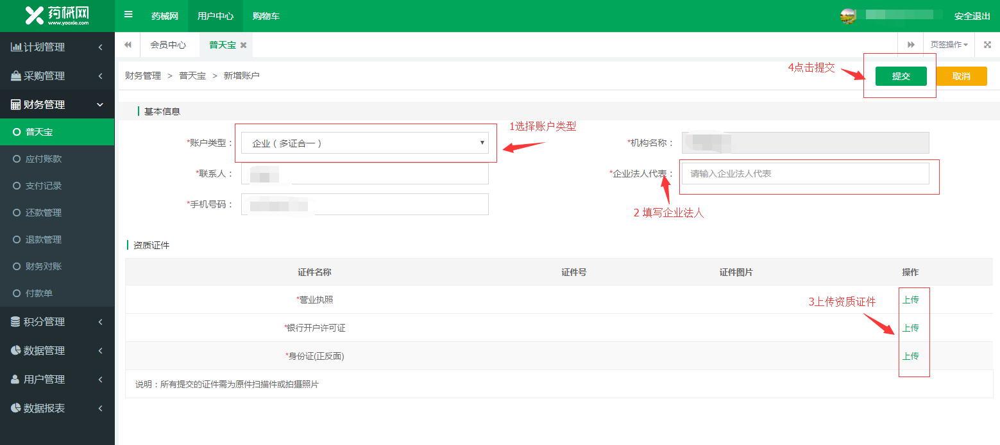 药械网
www.yaoxie.com
药械网
用户中心
购物车
安全退出
计划管理
采购管理
财务管理
普天宝
应付账款
支付记录
还款管理
退款管理
财务对账
付款单
积分管理
数据管理
用户管理
数据报表
会员中心
普天宝
页签操作
财务管理 > 普天宝 > 新增账户
4点击提交
提交
取消
基本信息
1选择账户类型
*账户类型：
企业（多证合一）
*机构名称：
*联系人：
*企业法人代表：
请输入企业法人代表
*手机号码：
2 填写企业法人
资质证件
证件名称 证件号 证件图片 操作
*营业执照 上传
3上传资质证件
*银行开户许可证 上传
*身份证(正反面) 上传
说明：所有提交的证件需为原件扫描件或拍摄照片